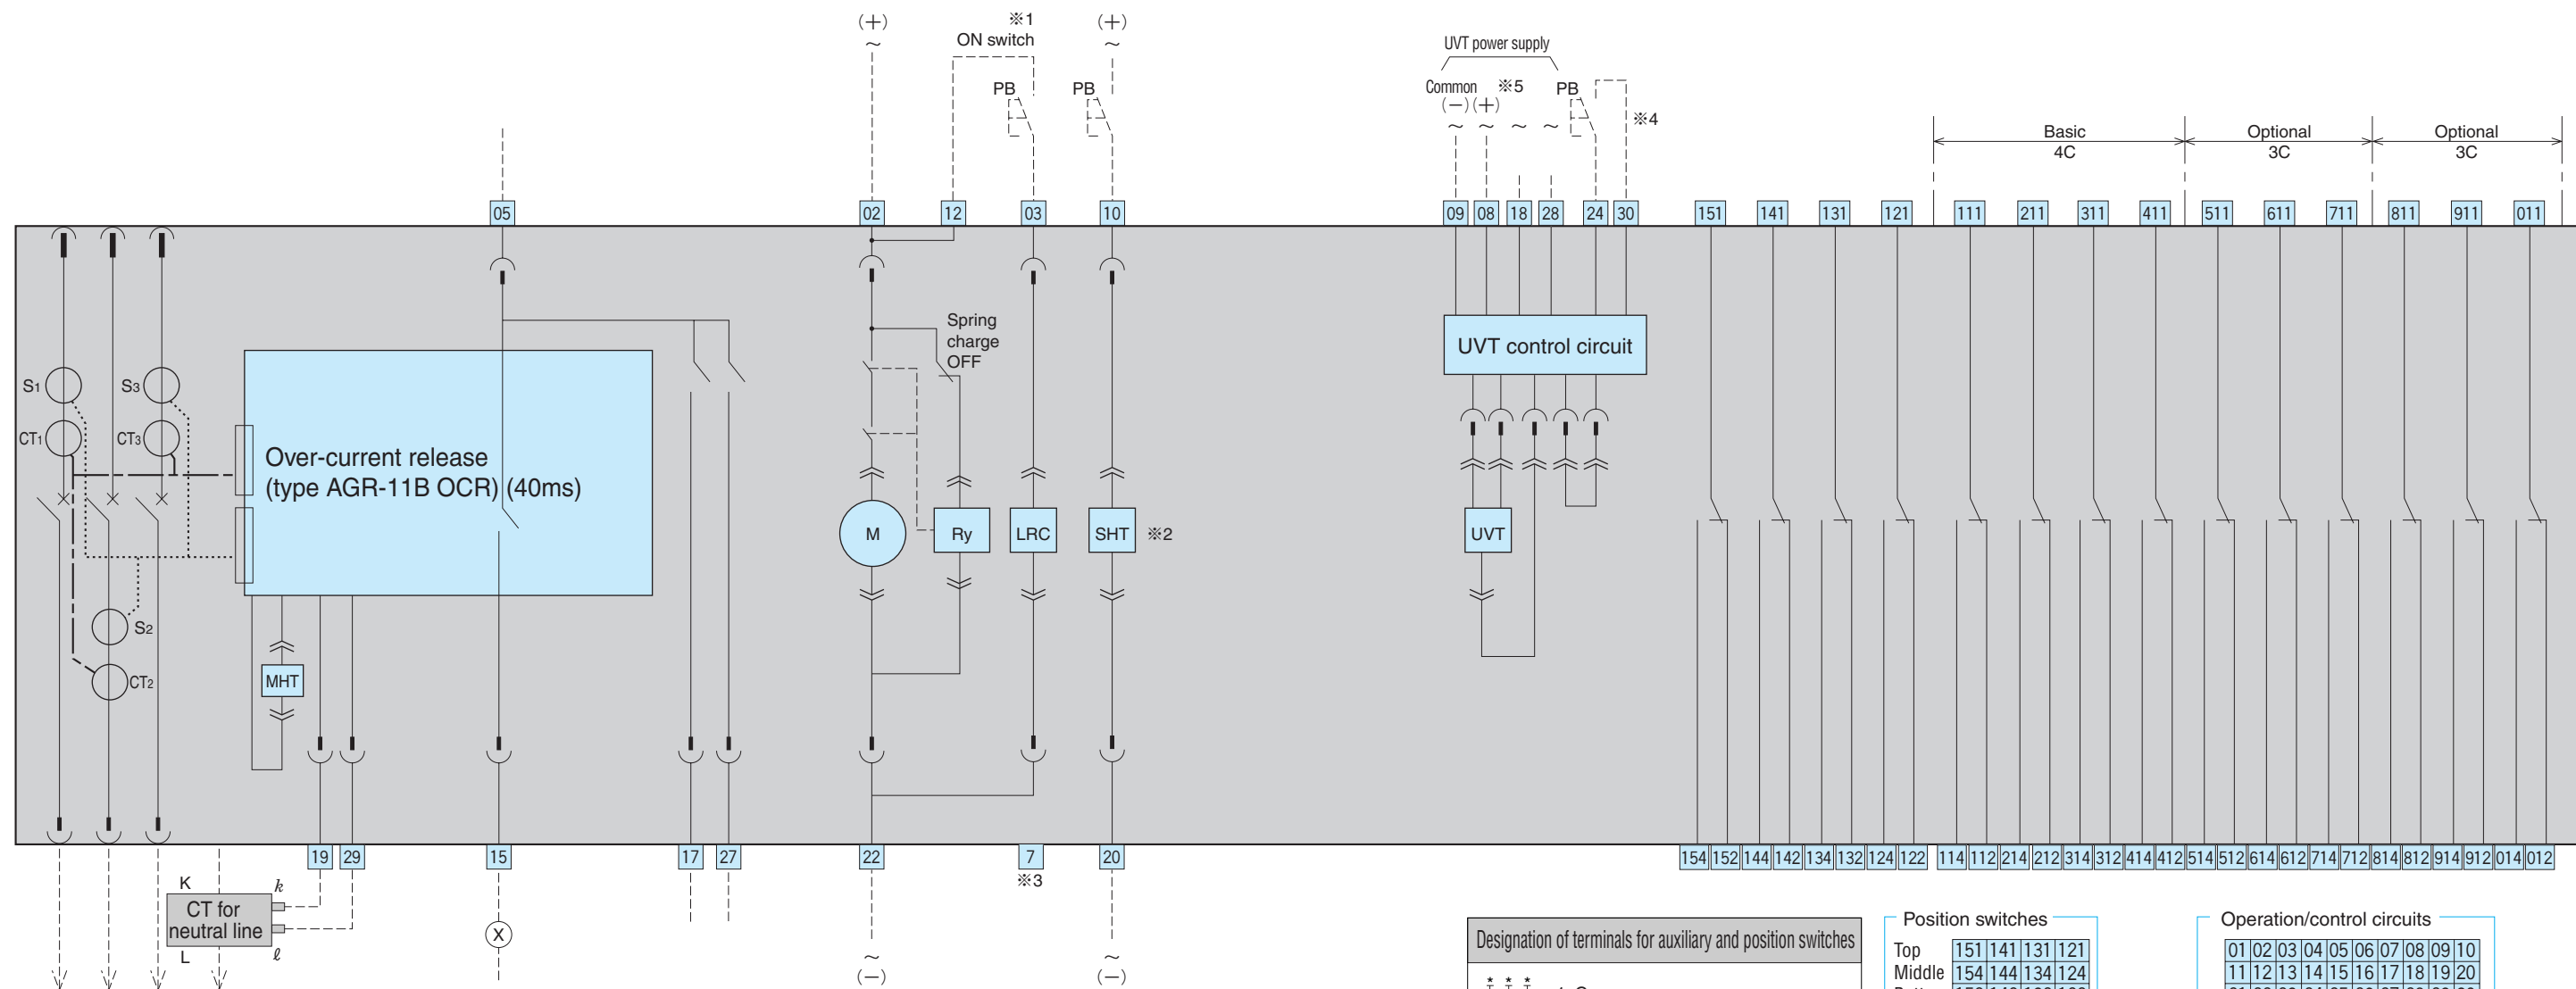 (+)
~
※1
ON switch
PB
(+)
~
PB
UVT power supply
Common ※5
(−) (+)
~ ~ ~ ~
PB
※4
Basic
4C
Optional
3C
Optional
3C
05 02 12 03 10 09 08 18 28 24 30 151 141 131 121 111 211 311 411 511 611 711 811 911 011
Spring
charge
OFF
UVT control circuit
S1
S3
CT1
CT3
Over-current release
(type AGR-11B OCR) (40ms)
M
Ry
LRC
SHT
※2
UVT
S2
MHT
CT2
19 29 15 17 27 22 7 20 154 152 144 142 134 132 124 122 114 112 214 212 314 312 414 412 514 512 614 612 714 712 814 812 914 912 014 012
※3
K
k
CT for
neutral line
L
ℓ
X
~
(−)
~
(−)
Designation of terminals for auxiliary and position switches
* * *
Position switches
Top 151 141 131 121
Middle 154 144 134 124
Operation/control circuits
01 02 03 04 05 06 07 08 09 10
11 12 13 14 15 16 17 18 19 20